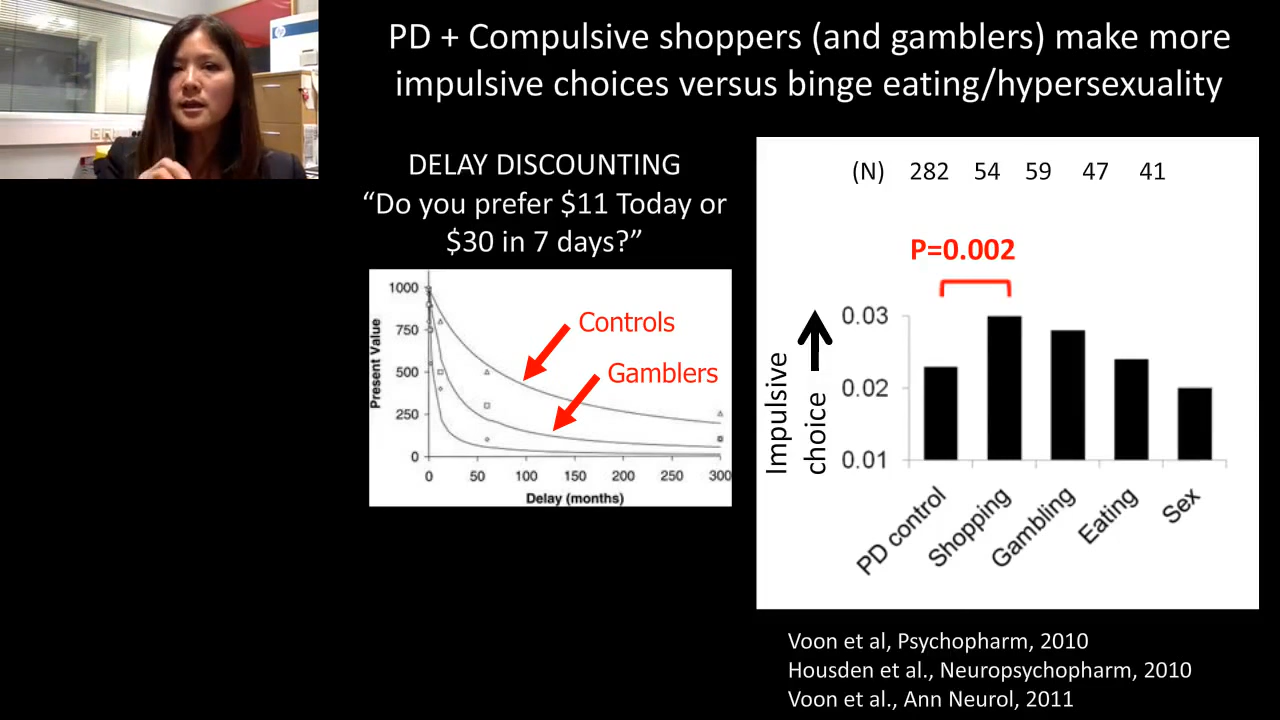 PD + Compulsive shoppers (and gamblers) make more
impulsive choices versus binge eating/hypersexuality
DELAY DISCOUNTING
“Do you prefer $11 Today or
$30 in 7 days?”
1000
750
500
250
0
Present Value
0 50 100 150 200 250 300
Delay (months)
Controls
Gamblers
(N) 282 54 59 47 41
P=0.002
0.03
0.02
0.01
Impulsive
choice
PD control
Shopping
Gambling
Eating
Sex
Voon et al, Psychopharm, 2010
Housden et al., Neuropsychopharm, 2010
Voon et al., Ann Neurol, 2011
hp